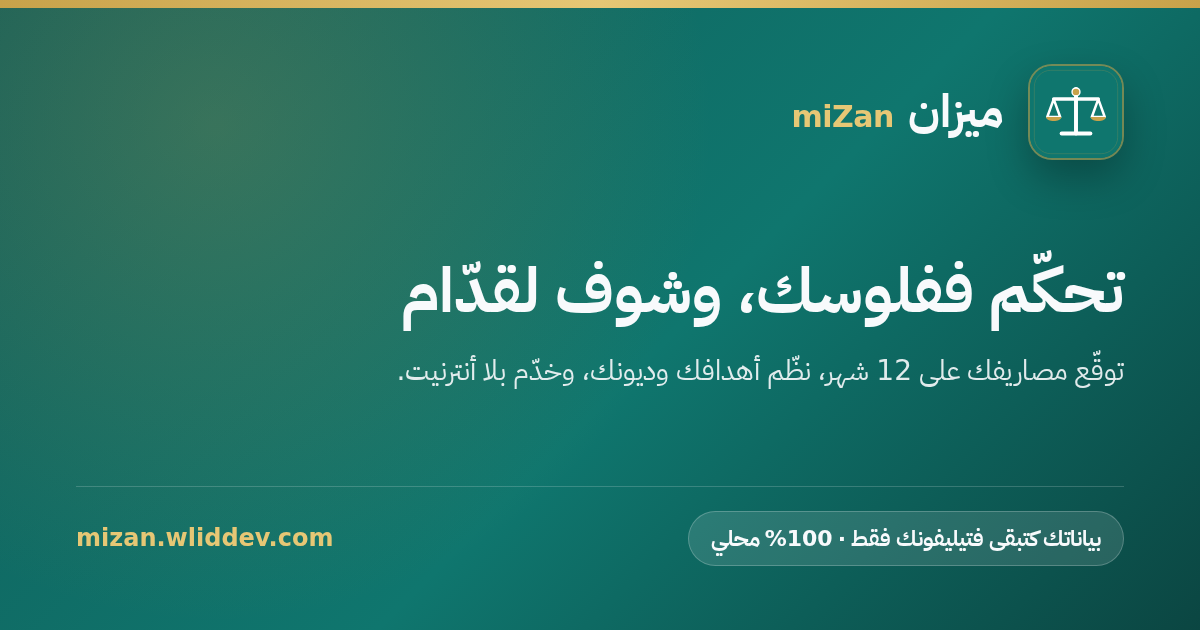 ميزان miZan
تحكّم ففلوسك، وشوف لقدّام
توقّع مصاريفك على 12 شهر، نظّم أهدافك وديونك، وخدّم بلا أنترنيت.
بياناتك كتبقى فتيليفونك فقط · 100% محلي
mizan.wliddev.com